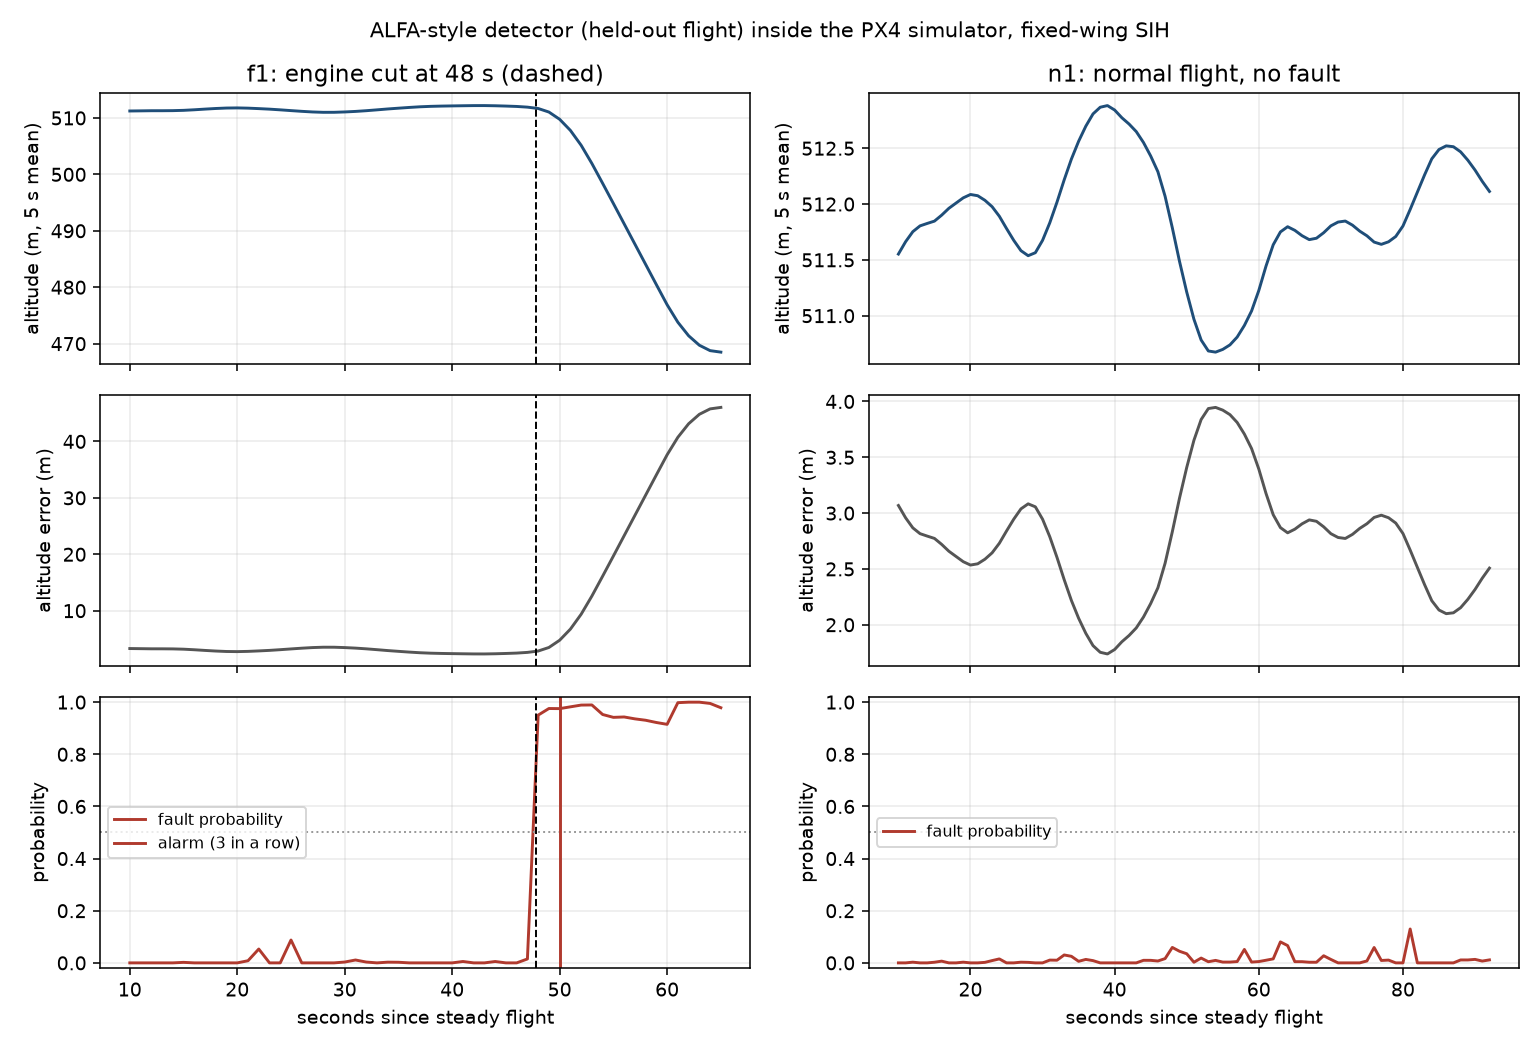 ALFA-style detector (held-out flight) inside the PX4 simulator, fixed-wing SIH
f1: engine cut at 48 s (dashed)
altitude (m, 5 s mean)
510
500
490
480
470
n1: normal flight, no fault
altitude (m, 5 s mean)
512.5
512.0
511.5
511.0
altitude error (m)
40
30
20
10
altitude error (m)
4.0
3.5
3.0
2.5
2.0
probability
1.0
0.8
0.6
0.4
0.2
0.0
fault probability
alarm (3 in a row)
10 20 30 40 50 60
seconds since steady flight
probability
1.0
0.8
0.6
0.4
0.2
0.0
fault probability
20 40 60 80
seconds since steady flight